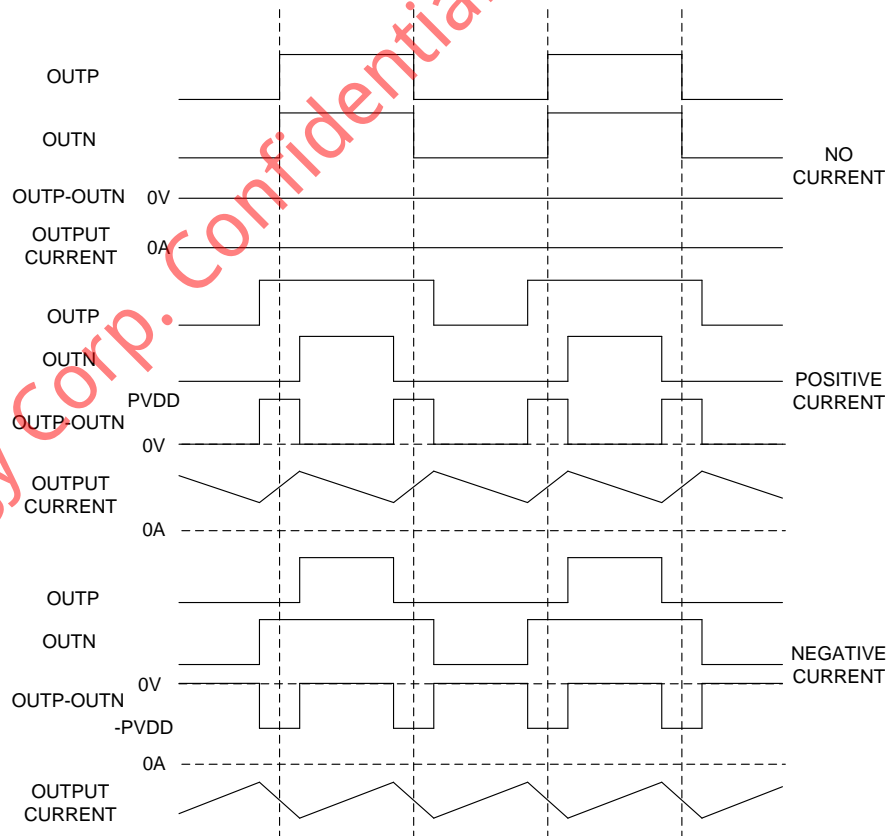 OUTP
OUTN
OUTP-OUTN 0V
OUTPUT
CURRENT
0A
NO
CURRENT
OUTP
OUTN
PVDD
OUTP-OUTN
0V
OUTPUT
CURRENT
0A
POSITIVE
CURRENT
OUTP
OUTN
0V
OUTP-OUTN
-PVDD
0A
OUTPUT
CURRENT
NEGATIVE
CURRENT
Corp. Confidential